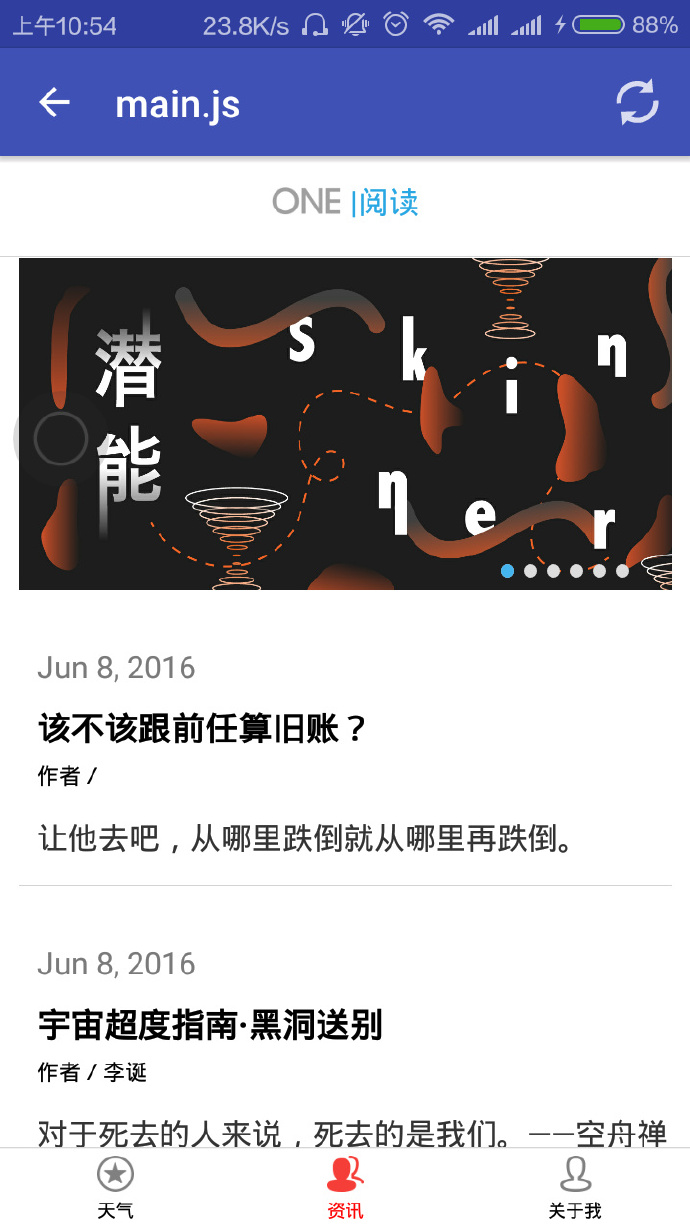 上午10:54 23.8K/s 88%
main.js
ONE |阅读
潜能
skin
ner
Jun 8, 2016
该不该跟前任算旧账？
作者 /
让他去吧，从哪里跌倒就从哪里再跌倒。
Jun 8, 2016
宇宙超度指南·黑洞送别
作者 / 李诞
对于死去的人来说，死去的是我们。——空舟禅
天气 资讯 关于我